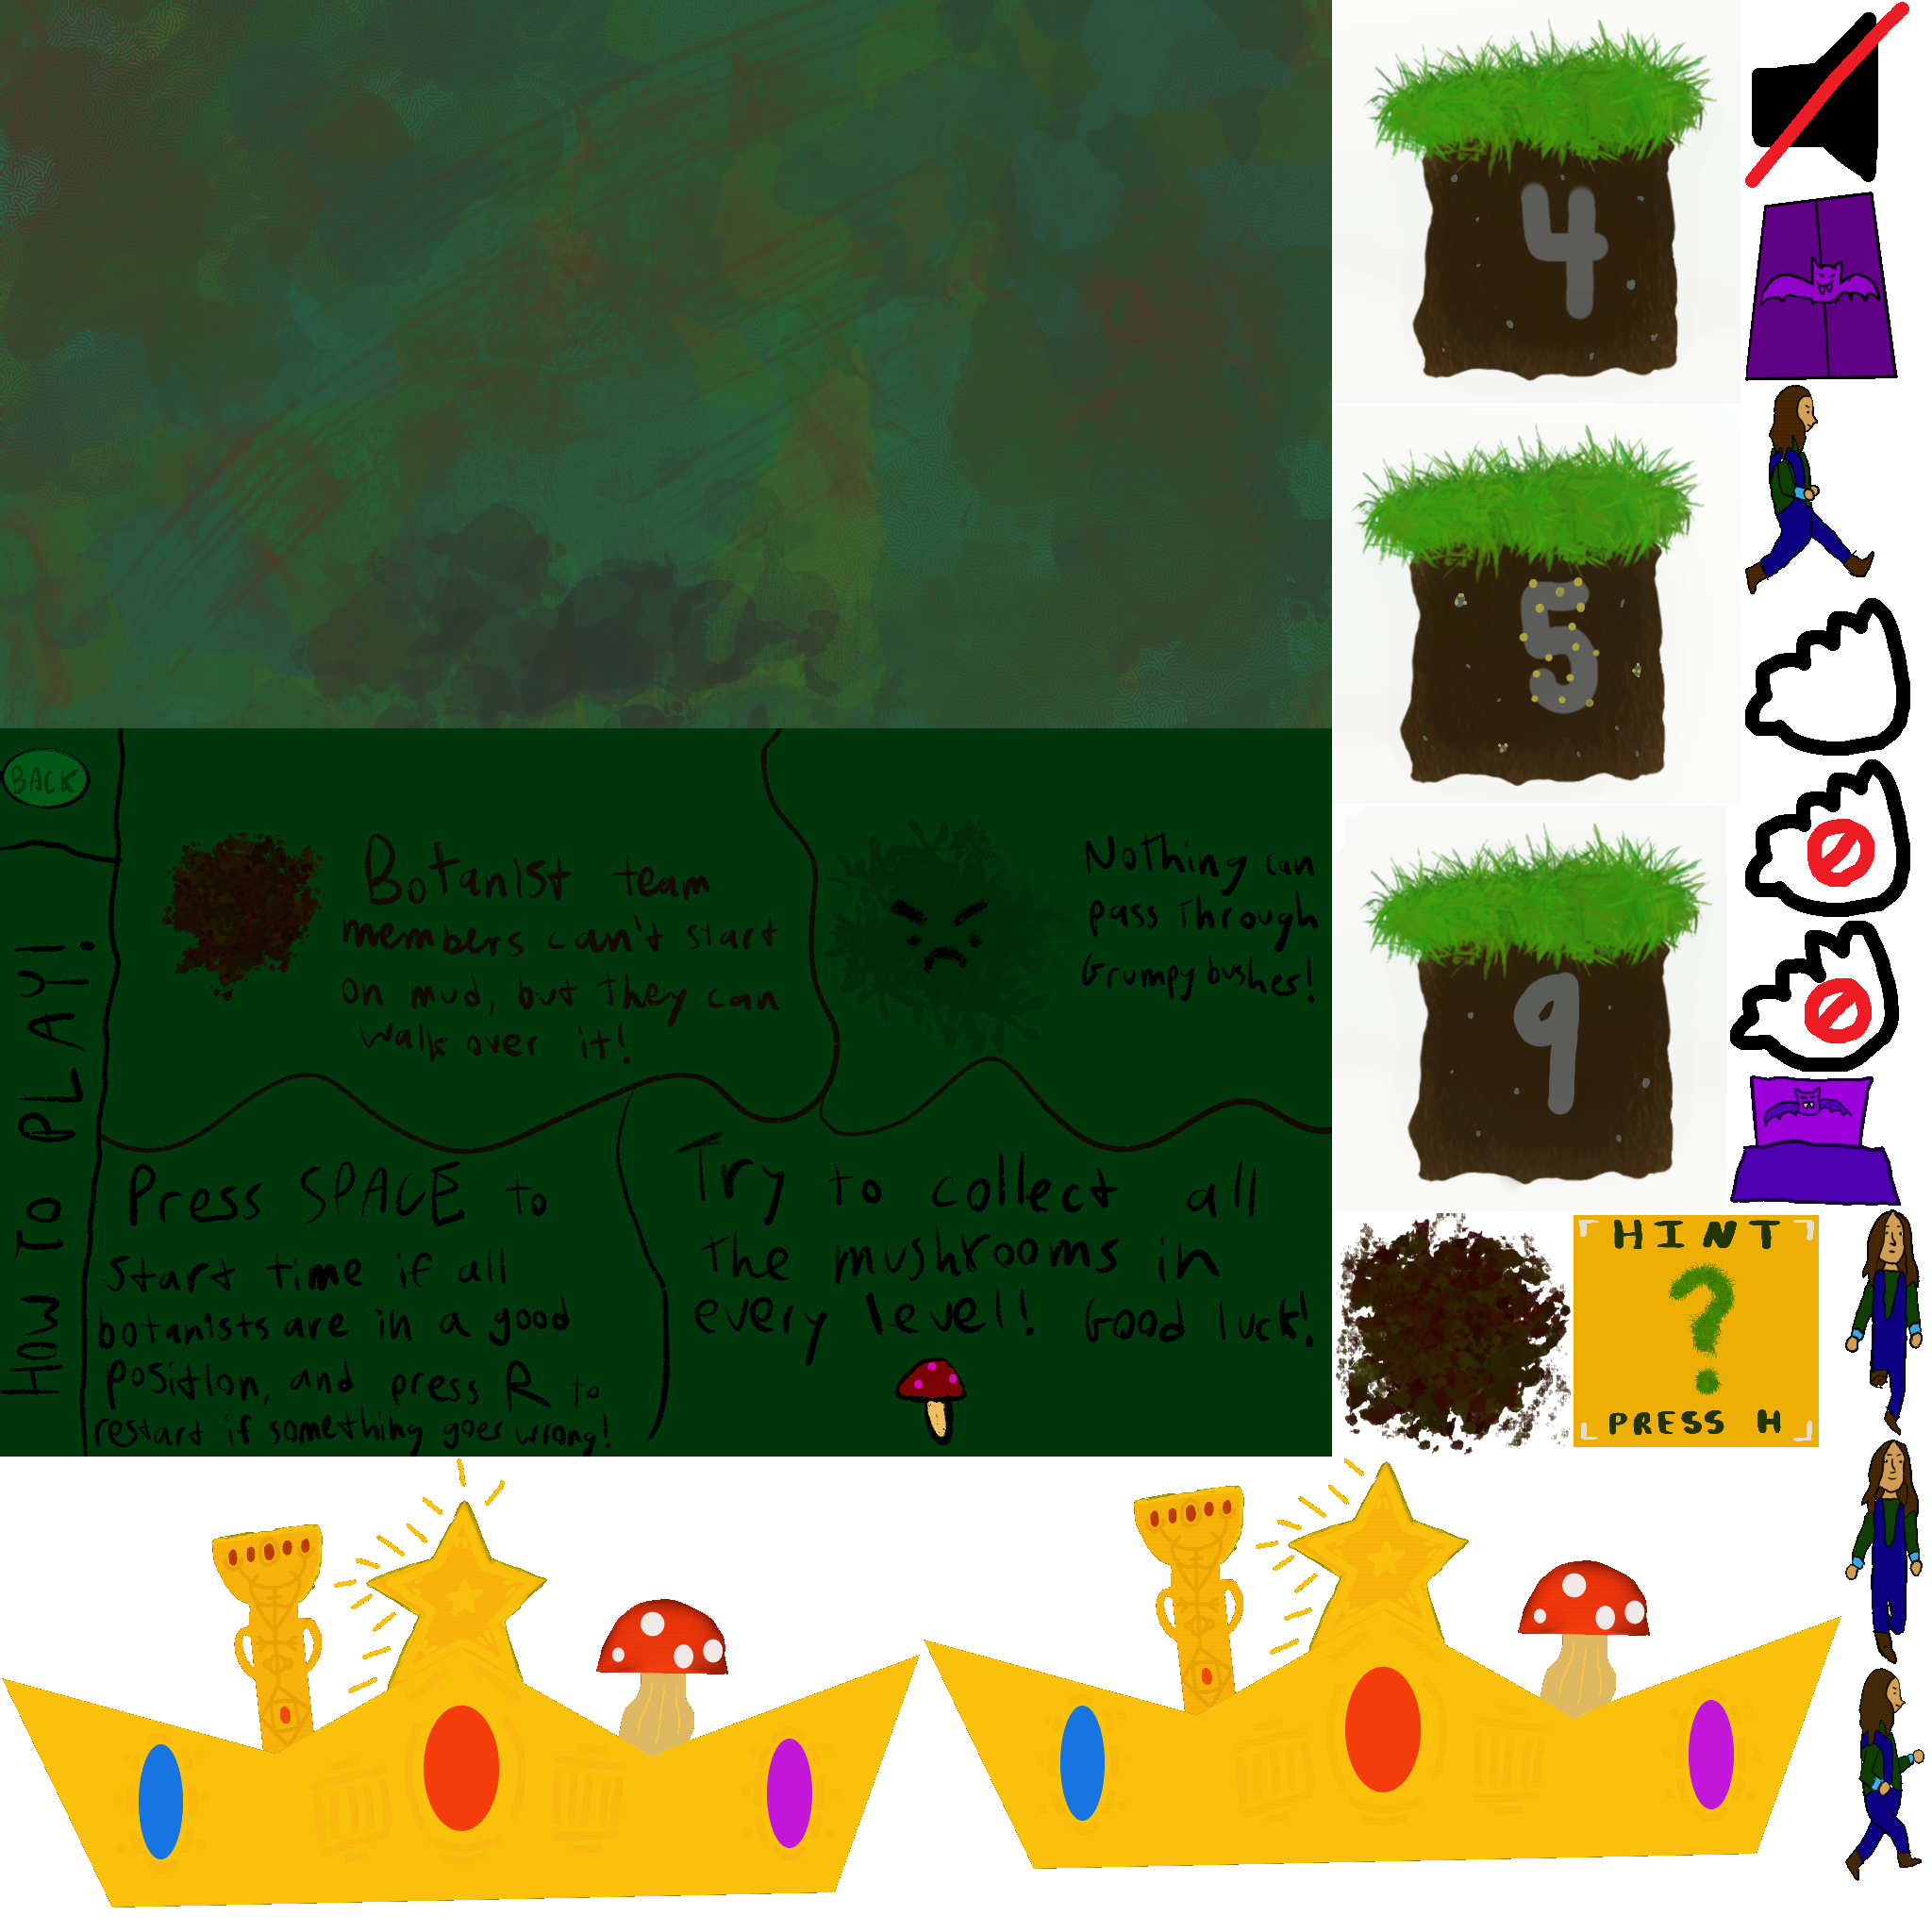 4
5
9
BACK
HOW TO PLAY!
Botanist team
members can't start
on mud, but they can
walk over it!
Nothing can
pass through
Grumpy bushes!
Press SPACE to
start time if all
botanists are in a good
position, and press R to
restart if something goes wrong!
Try to collect all
the mushrooms in
every level! Good luck!
HINT
?
PRESS H